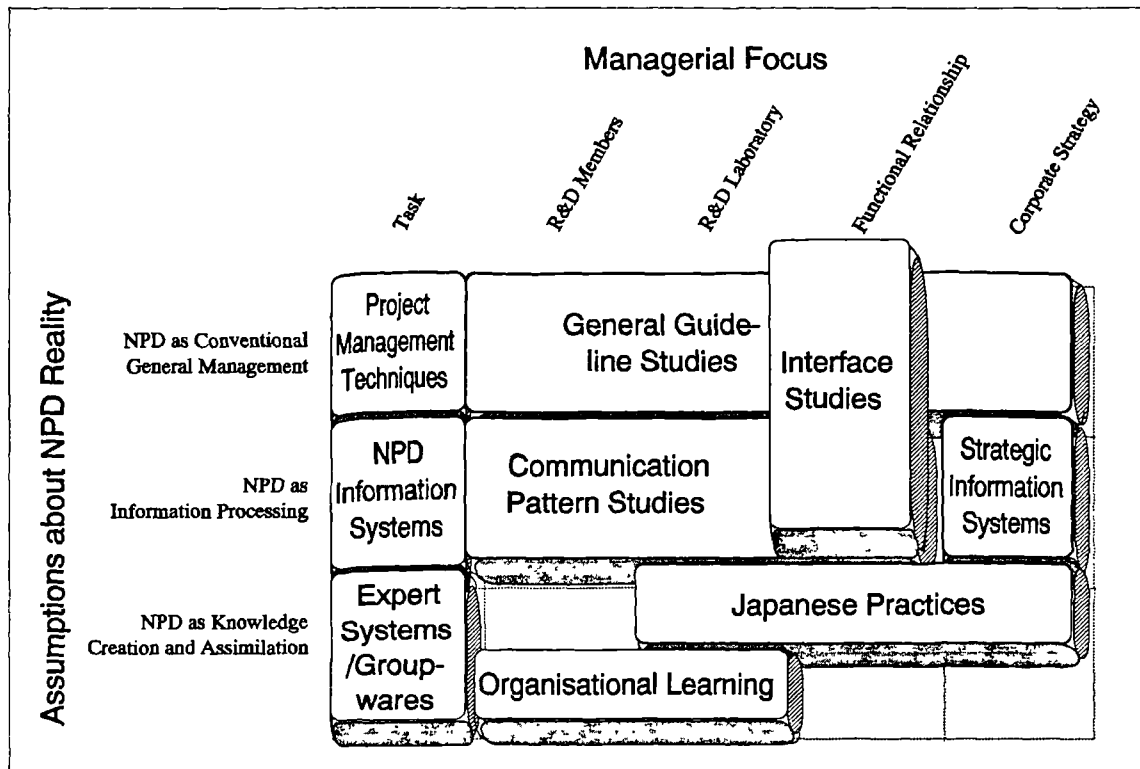 Managerial Focus
Task
R&D Members
R&D Laboratory
Functional Relationship
Corporate Strategy
Assumptions about NPD Reality
NPD as Conventional
General Management
Project
Management
Techniques
General Guide-
line Studies
Interface
Studies
NPD as
Information Processing
NPD
Information
Systems
Communication
Pattern Studies
Strategic
Information
Systems
NPD as Knowledge
Creation and Assimilation
Expert
Systems
/Group-
wares
Japanese Practices
Organisational Learning